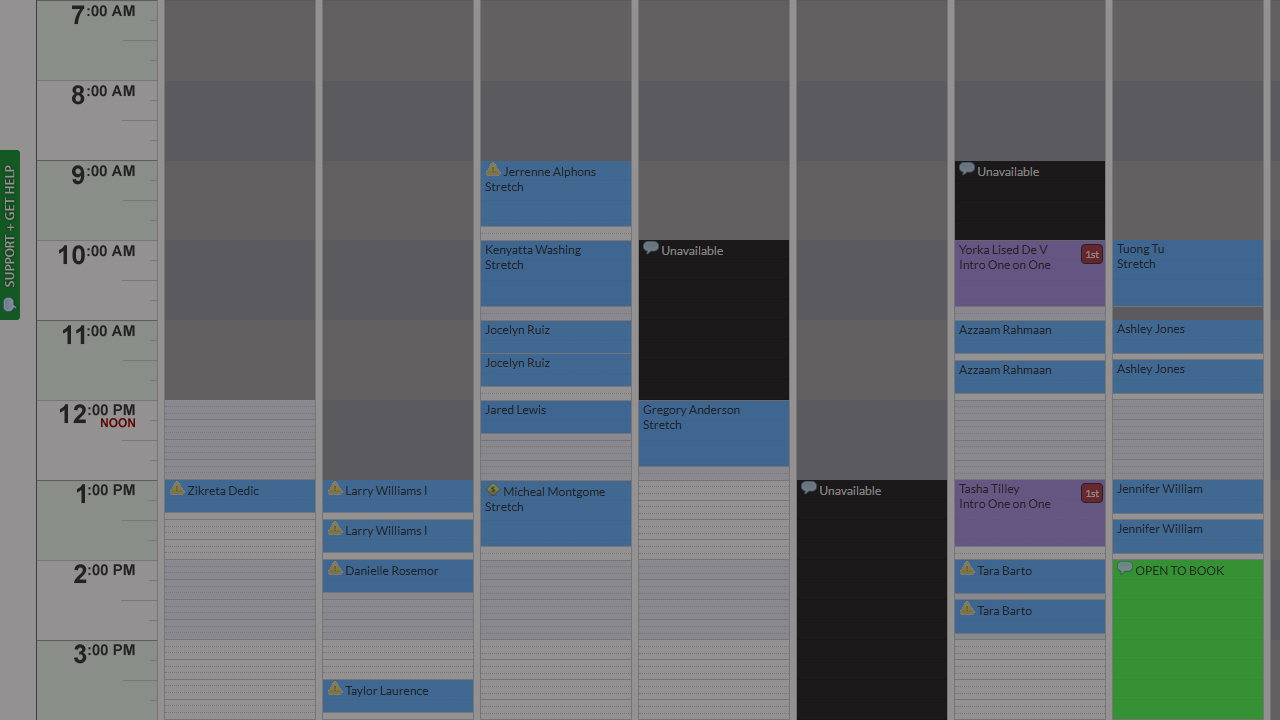 7:00 AM
8:00 AM
9:00 AM
10:00 AM
11:00 AM
12:00 PM
NOON
1:00 PM
2:00 PM
3:00 PM
SUPPORT + GET HELP
Zikreta Dedic
Larry Williams I
Larry Williams I
Danielle Rosemor
Taylor Laurence
Jerrenne Alphons
Stretch
Kenyatta Washing
Stretch
Jocelyn Ruiz
Jocelyn Ruiz
Jared Lewis
Micheal Montgome
Stretch
Unavailable
Gregory Anderson
Stretch
Unavailable
Unavailable
Yorka Lised De V
Intro One on One
1st
Azzaam Rahmaan
Azzaam Rahmaan
Tasha Tilley
Intro One on One
1st
Tara Barto
Tara Barto
Tuong Tu
Stretch
Ashley Jones
Ashley Jones
Jennifer William
Jennifer William
OPEN TO BOOK